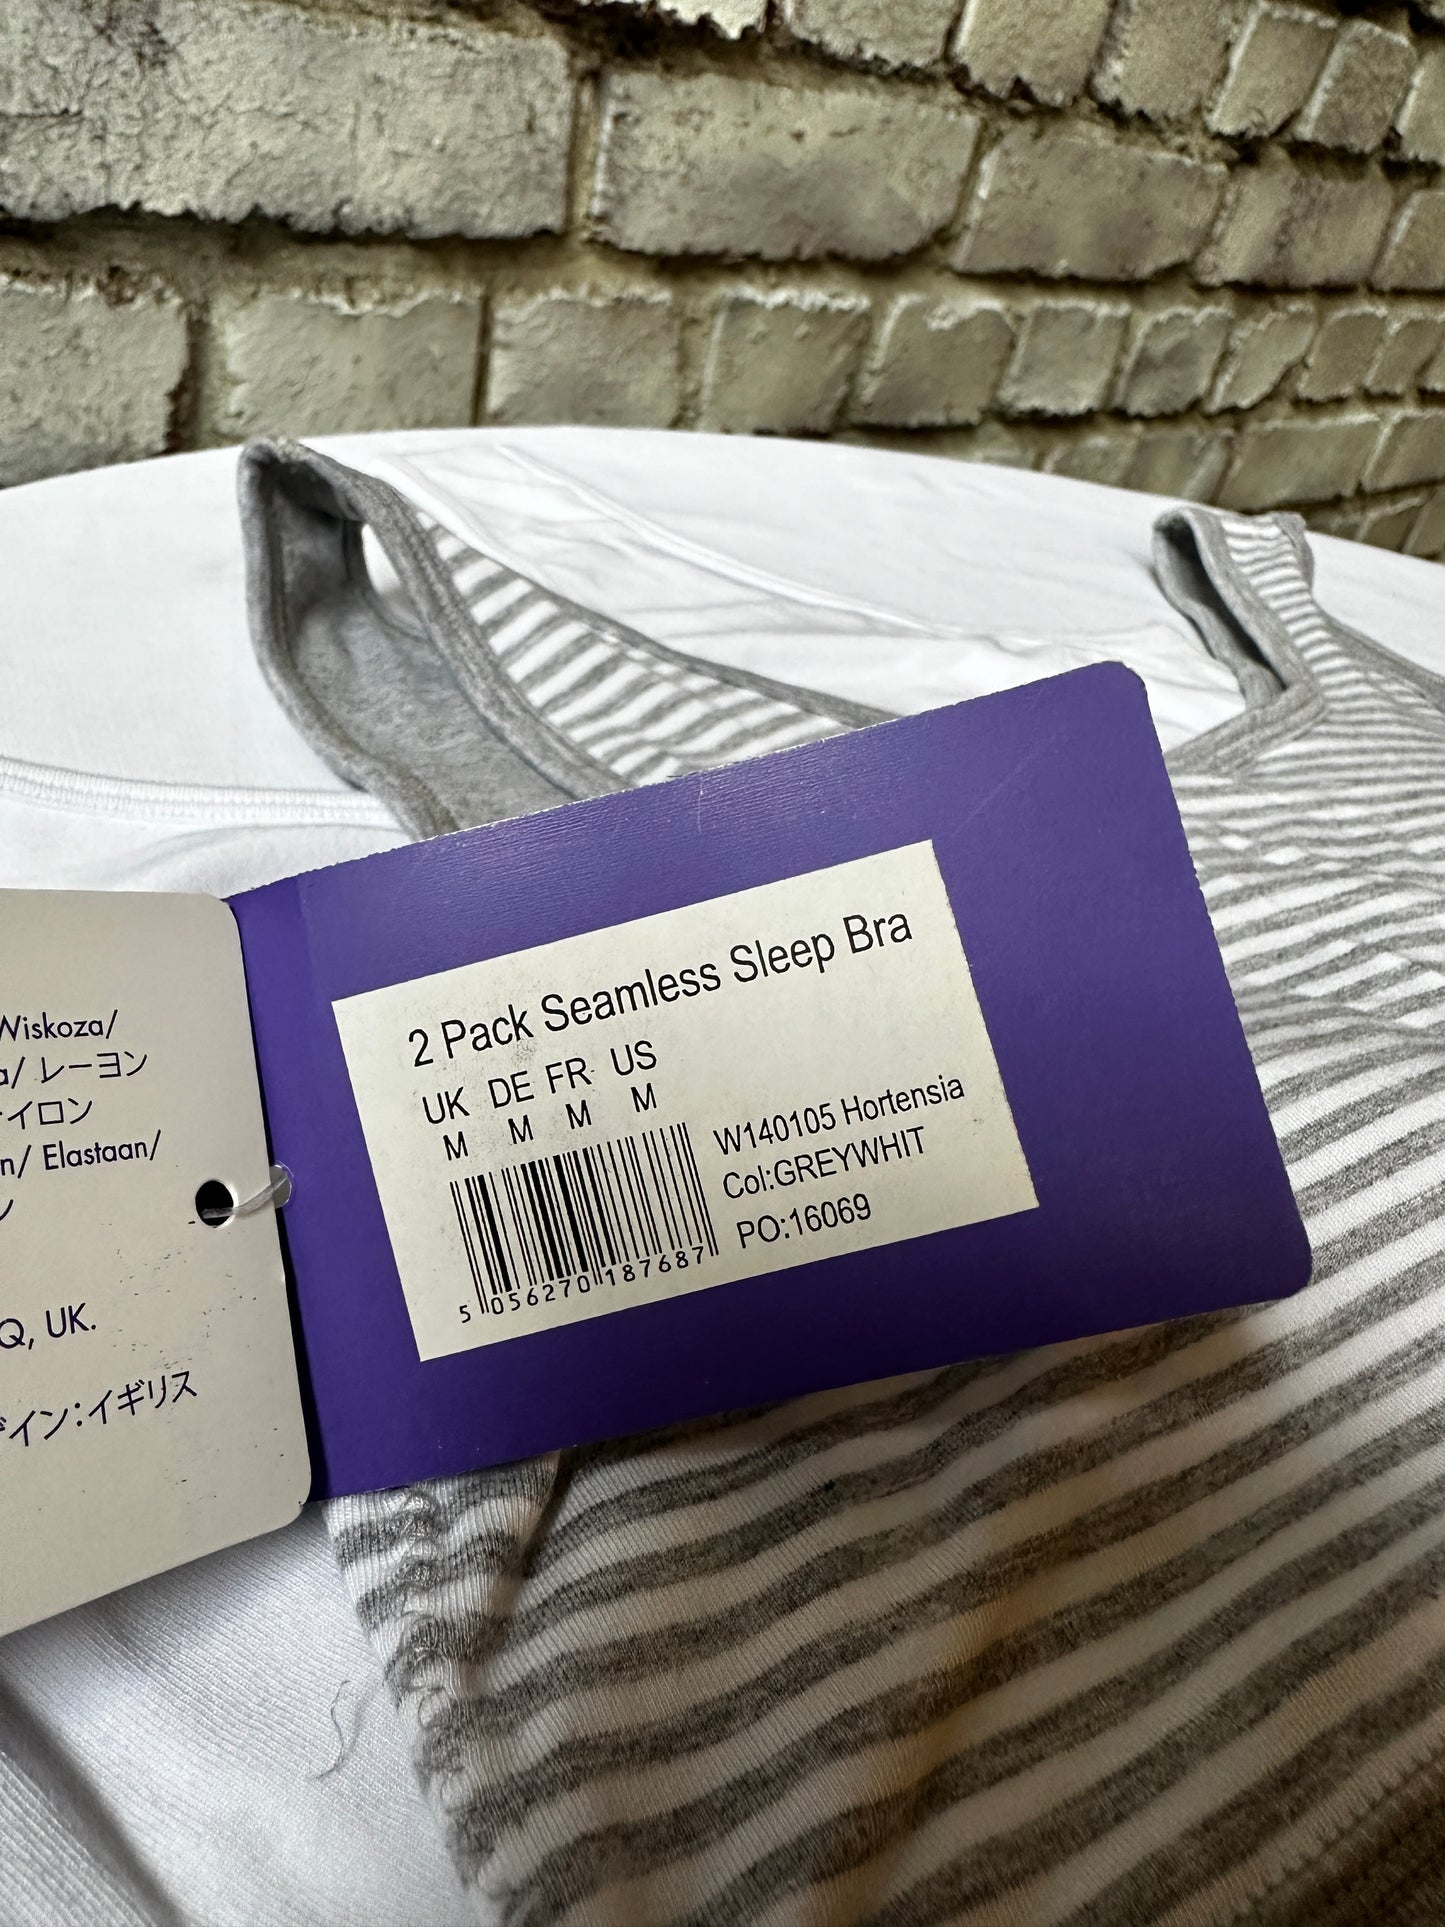 Wiskoza/
レーヨン
イロン
Elastaan/
Q, UK.
イン:イギリス
2 Pack Seamless Sleep Bra
UK DE FR US
M M M M
W140105 Hortensia
Col:GREYWHIT
PO:16069
5 056270 187687